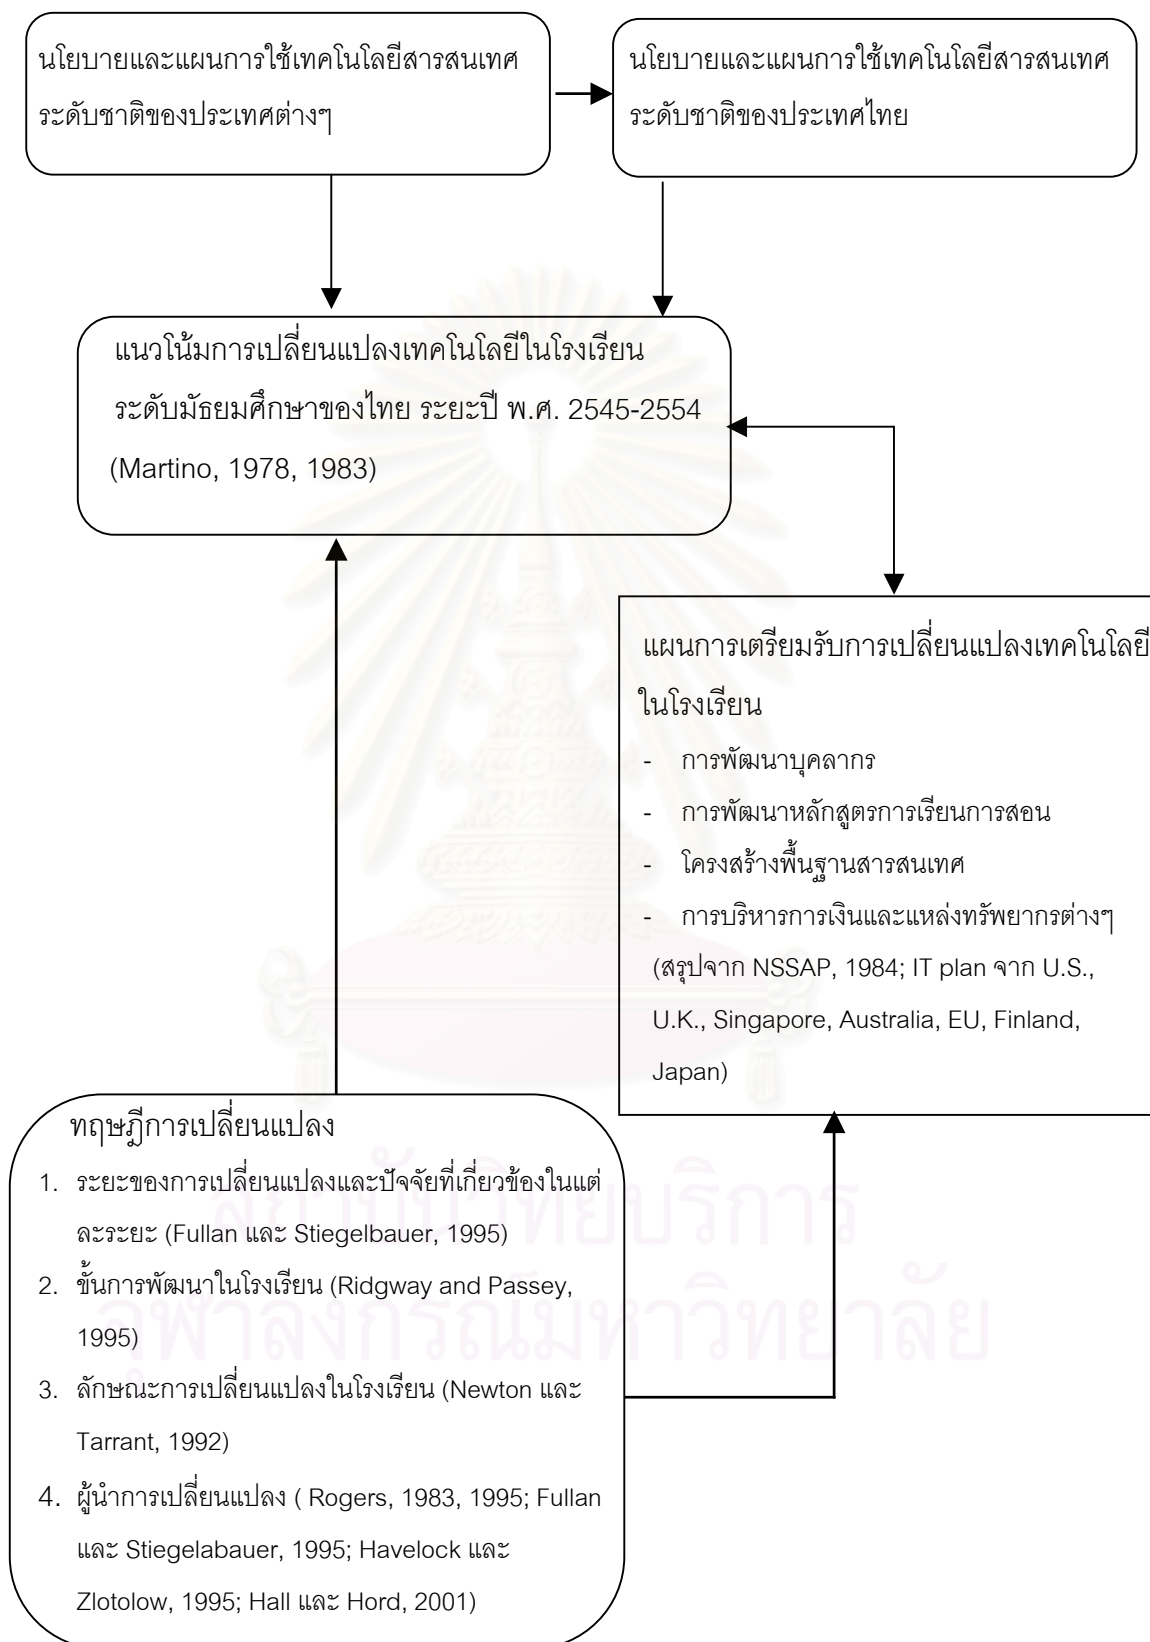 นโยบายและแผนการใช้เทคโนโลยีสารสนเทศ
ระดับชาติของประเทศต่างๆ
นโยบายและแผนการใช้เทคโนโลยีสารสนเทศ
ระดับชาติของประเทศไทย
แนวโน้มการเปลี่ยนแปลงเทคโนโลยีในโรงเรียน
ระดับมัธยมศึกษาของไทย ระยะปี พ.ศ. 2545-2554
(Martino, 1978, 1983)
แผนการเตรียมรับการเปลี่ยนแปลงเทคโนโลยี
ในโรงเรียน
- การพัฒนาบุคลากร
- การพัฒนาหลักสูตรการเรียนการสอน
- โครงสร้างพื้นฐานสารสนเทศ
- การบริหารการเงินและแหล่งทรัพยากรต่างๆ
(สรุปจาก NSSAP, 1984; IT plan จาก U.S.,
U.K., Singapore, Australia, EU, Finland,
Japan)
ทฤษฎีการเปลี่ยนแปลง
1. ระยะของการเปลี่ยนแปลงและปัจจัยที่เกี่ยวข้องในแต่
ละระยะ (Fullan และ Stiegelbauer, 1995)
2. ขั้นการพัฒนาในโรงเรียน (Ridgway and Passey,
1995)
3. ลักษณะการเปลี่ยนแปลงในโรงเรียน (Newton และ
Tarrant, 1992)
4. ผู้นำการเปลี่ยนแปลง ( Rogers, 1983, 1995; Fullan
และ Stiegelabauer, 1995; Havelock และ
Zlotolow, 1995; Hall และ Hord, 2001)
สถาบันวิทยบริการ
จุฬาลงกรณ์มหาวิทยาลัย